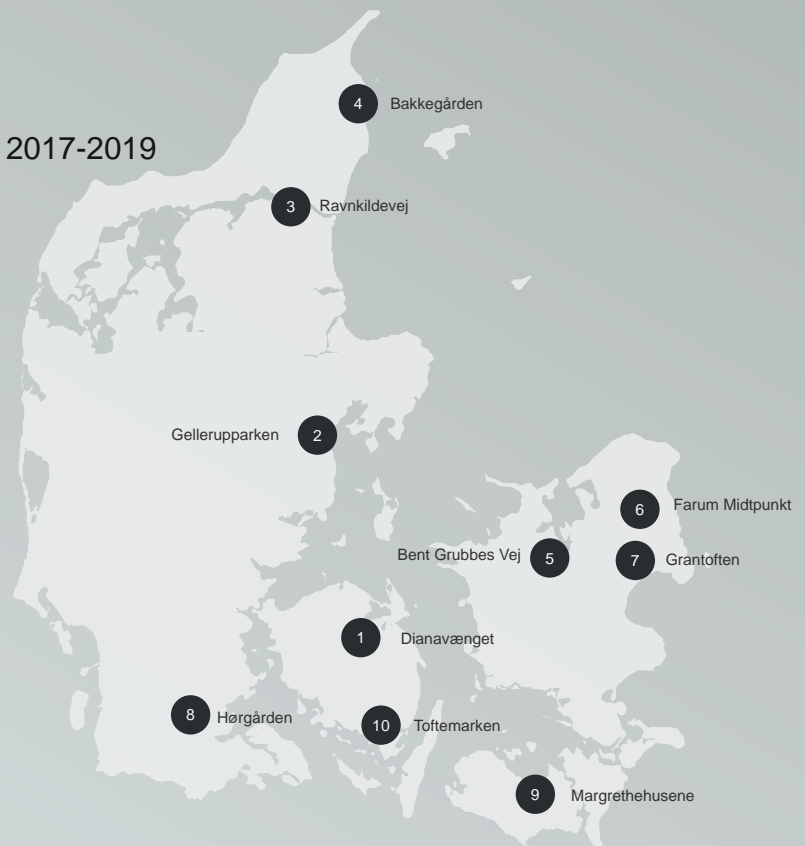 4 Bakkegården
2017-2019
3 Ravnkildevej
Gellerupparken 2
6 Farum Midtpunkt
Bent Grubbes Vej 5
7 Grantoften
1 Dianavænget
8 Hørgården
10 Toftemarken
9 Margrethehusene